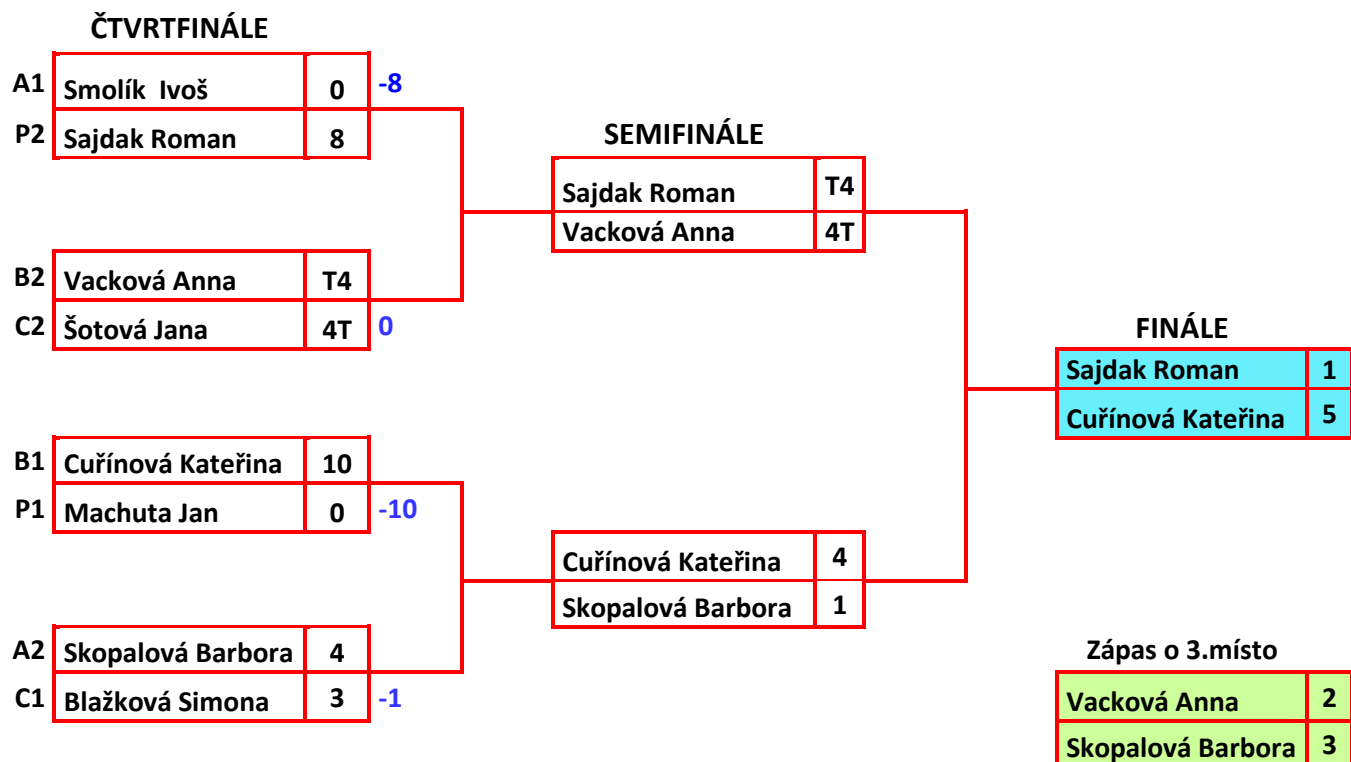 ČTVRTFINÁLE
A1 Smolík Ivoš 0 -8
P2 Sajdak Roman 8
SEMIFINÁLE
Sajdak Roman T4
Vacková Anna 4T
B2 Vacková Anna T4
C2 Šotová Jana 4T 0
FINÁLE
Sajdak Roman 1
Cuřínová Kateřina 5
B1 Cuřínová Kateřina 10
P1 Machuta Jan 0 -10
Cuřínová Kateřina 4
Skopalová Barbora 1
A2 Skopalová Barbora 4
C1 Blažková Simona 3 -1
Zápas o 3.místo
Vacková Anna 2
Skopalová Barbora 3